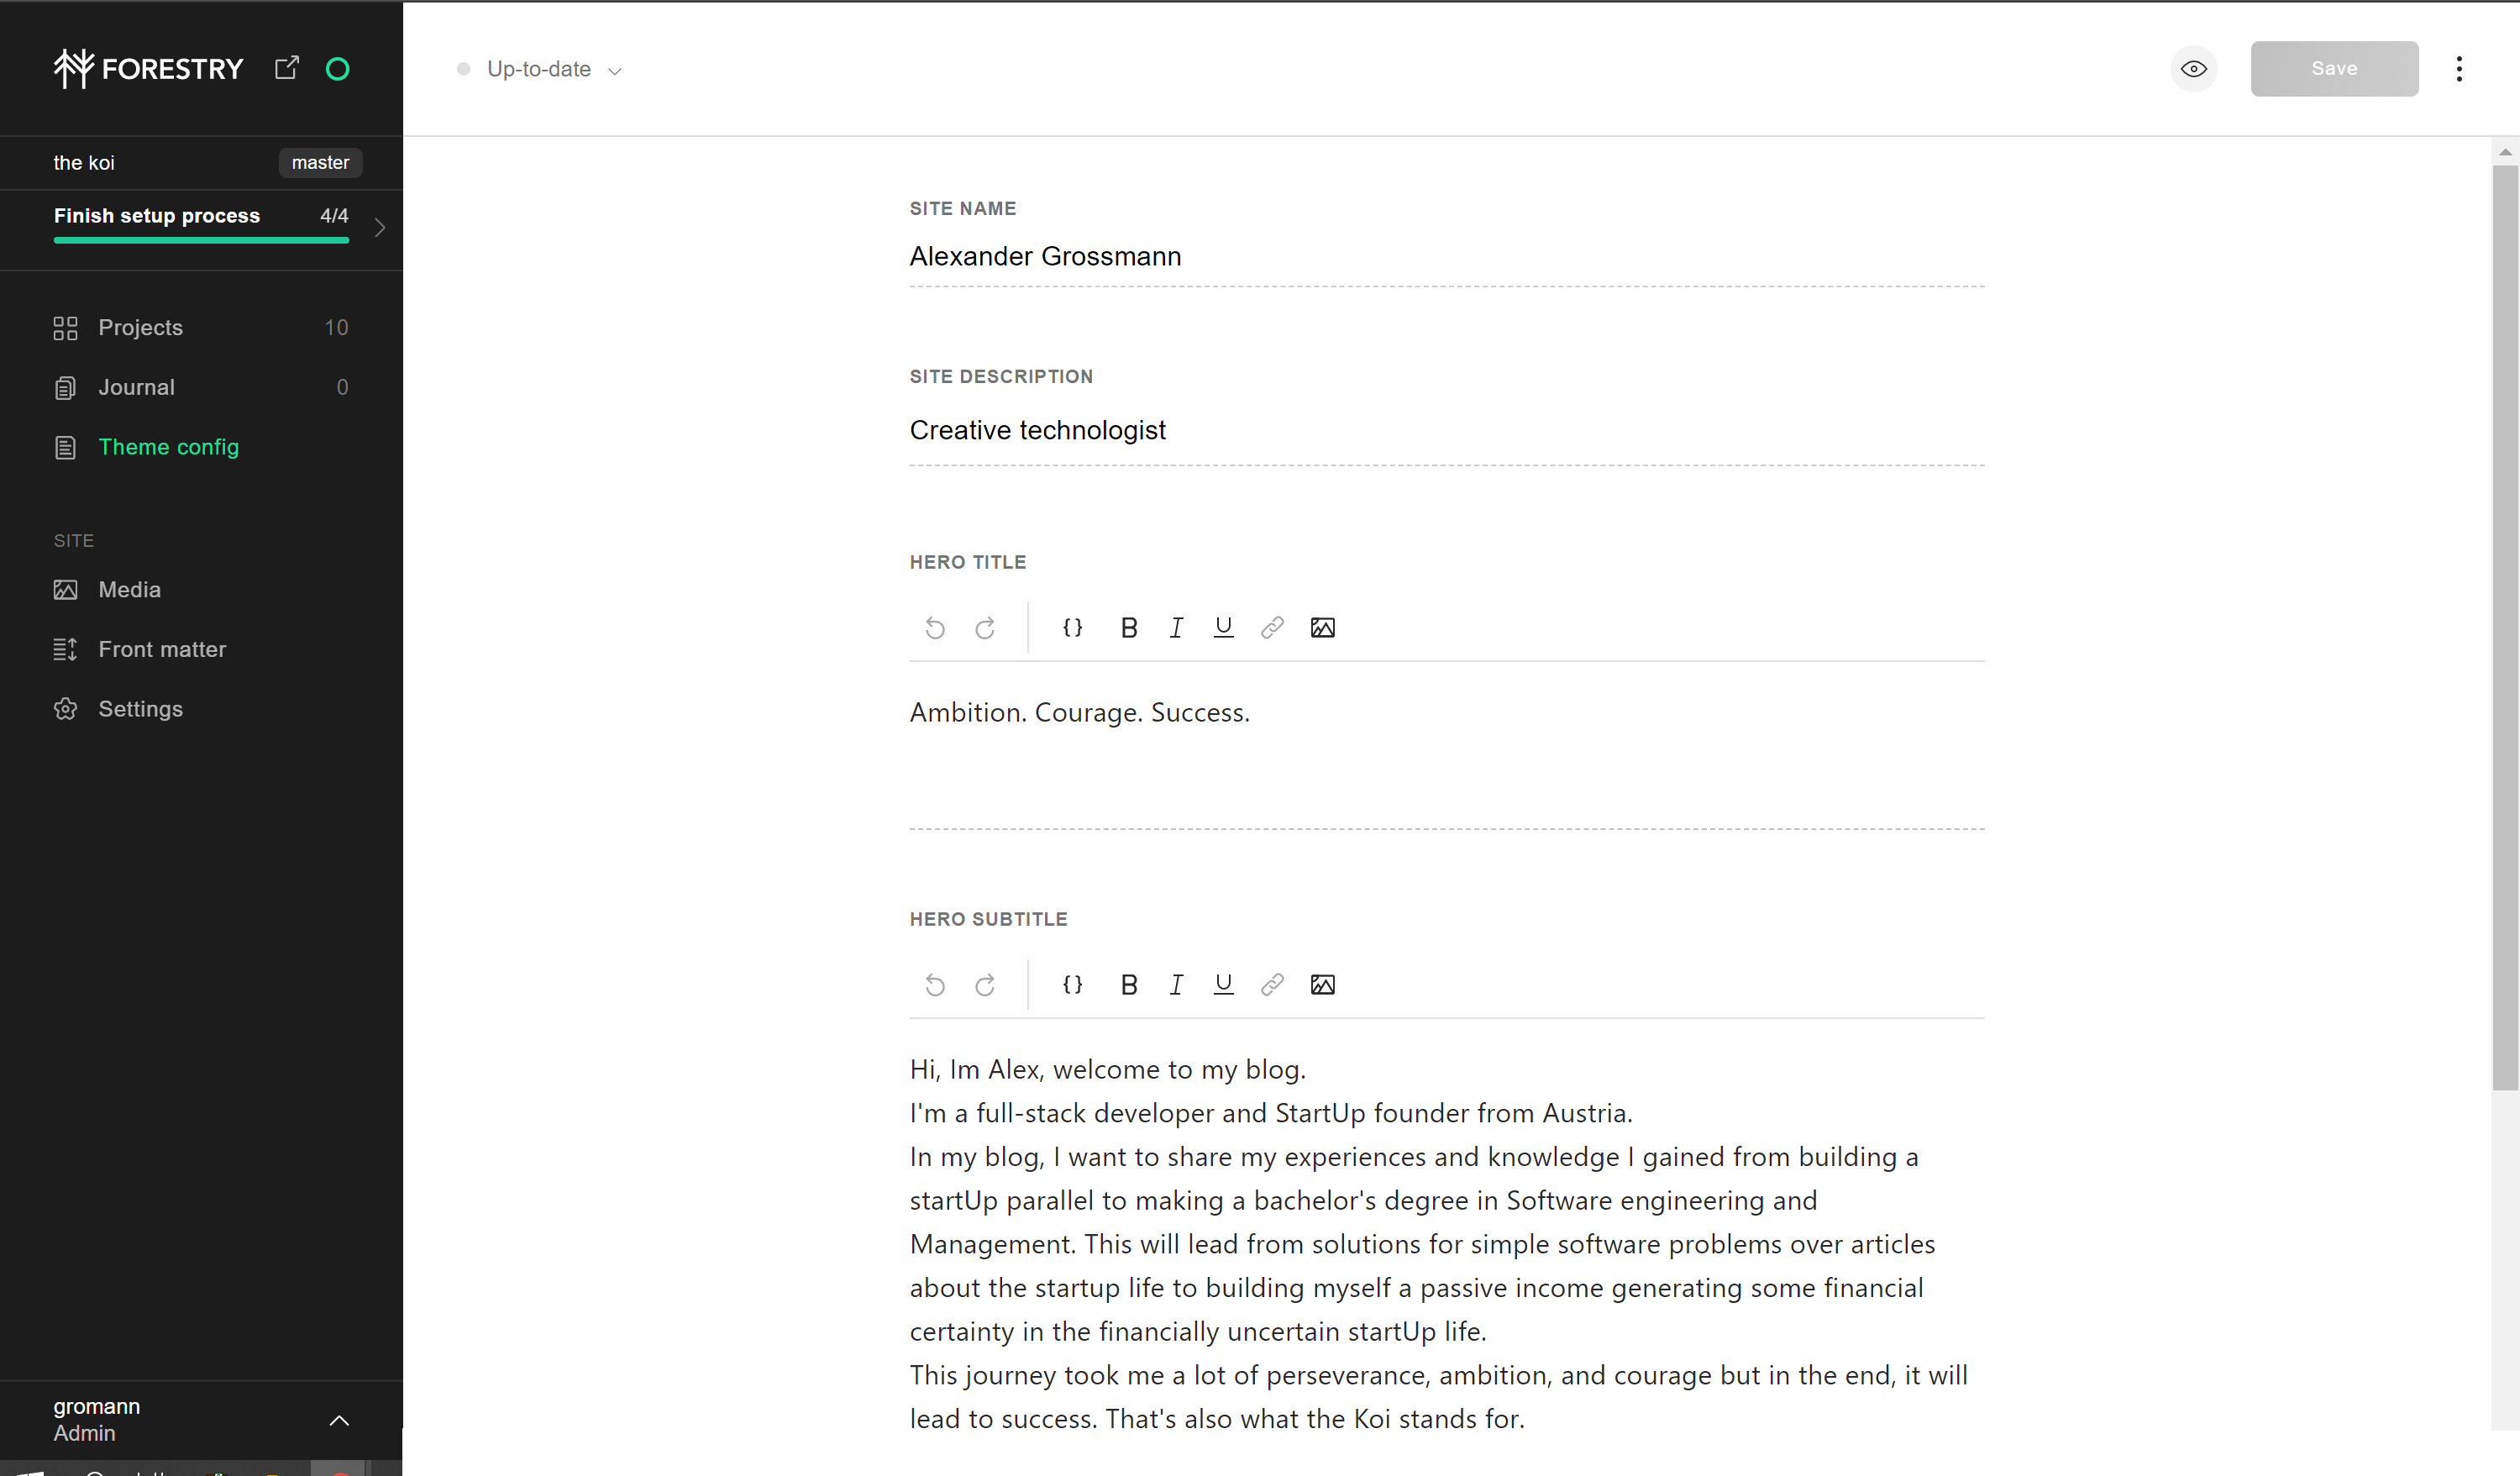 FORESTRY
Up-to-date
Save
the koi
master
Finish setup process
4/4
Projects
10
Journal
0
Theme config
SITE
Media
Front matter
Settings
gromann
Admin
SITE NAME
Alexander Grossmann
SITE DESCRIPTION
Creative technologist
HERO TITLE
{} B I U
Ambition. Courage. Success.
HERO SUBTITLE
{} B I U
Hi, Im Alex, welcome to my blog.
I'm a full-stack developer and StartUp founder from Austria.
In my blog, I want to share my experiences and knowledge I gained from building a
startUp parallel to making a bachelor's degree in Software engineering and
Management. This will lead from solutions for simple software problems over articles
about the startup life to building myself a passive income generating some financial
certainty in the financially uncertain startUp life.
This journey took me a lot of perseverance, ambition, and courage but in the end, it will
lead to success. That's also what the Koi stands for.